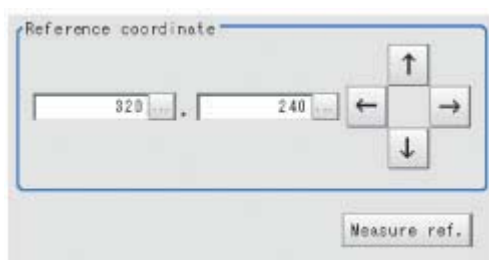 Reference coordinate
320 ... , 240 ...
↑
← →
↓
Measure ref.